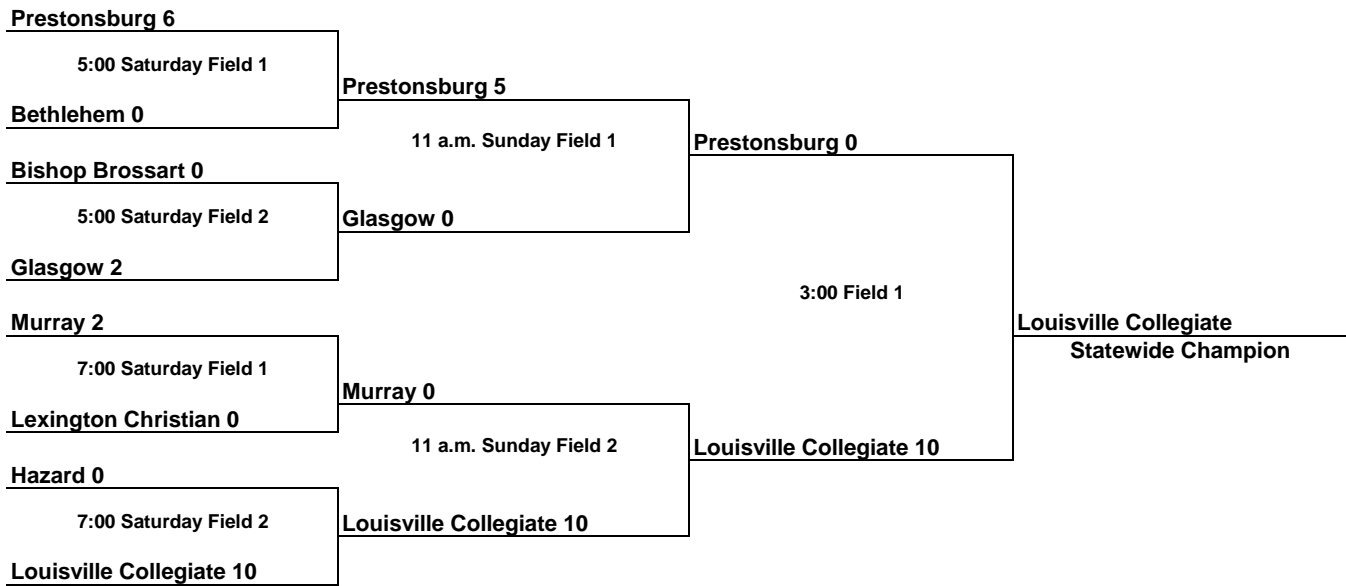 Prestonsburg 6
5:00 Saturday Field 1
Prestonsburg 5
Bethlehem 0
11 a.m. Sunday Field 1
Prestonsburg 0
Bishop Brossart 0
5:00 Saturday Field 2
Glasgow 0
Glasgow 2
3:00 Field 1
Murray 2
Louisville Collegiate
Statewide Champion
7:00 Saturday Field 1
Murray 0
Lexington Christian 0
11 a.m. Sunday Field 2
Louisville Collegiate 10
Hazard 0
7:00 Saturday Field 2
Louisville Collegiate 10
Louisville Collegiate 10